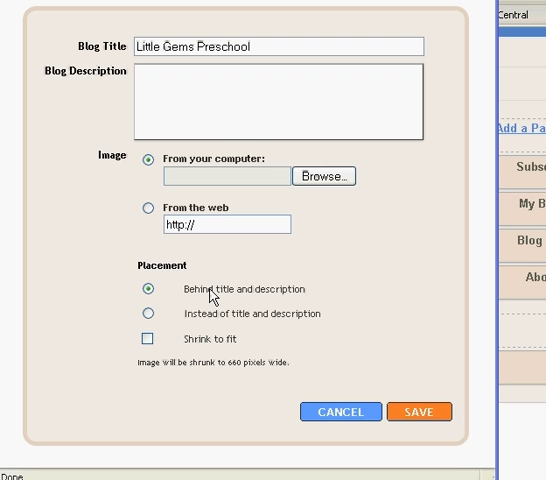 Central
Blog Title
Little Gems Preschool
Blog Description
Add a Pa
Image
From your computer:
Browse...
Subs
From the web
http://
My B
Blog
Placement
Abo
Behind title and description
Instead of title and description
Shrink to fit
Image will be shrunk to 660 pixels wide.
CANCEL
SAVE
Done